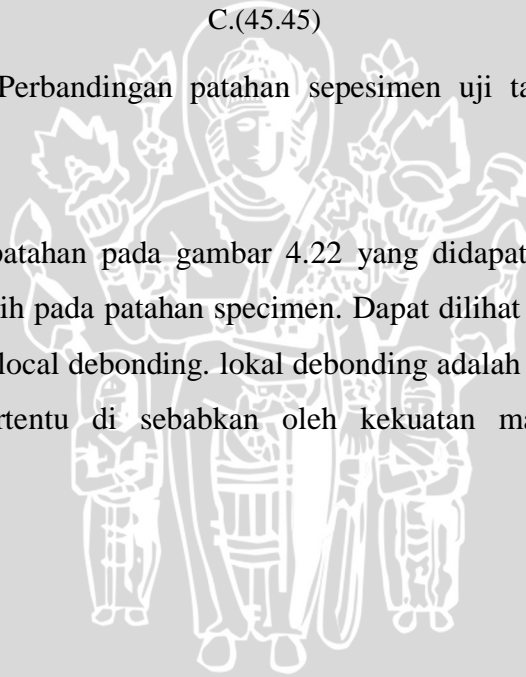 C.(45.45)
Perbandingan patahan sepesimen uji ta
patahan pada gambar 4.22 yang didapat
ih pada patahan specimen. Dapat dilihat
local debonding. lokal debonding adalah
rtentu di sebabkan oleh kekuatan ma